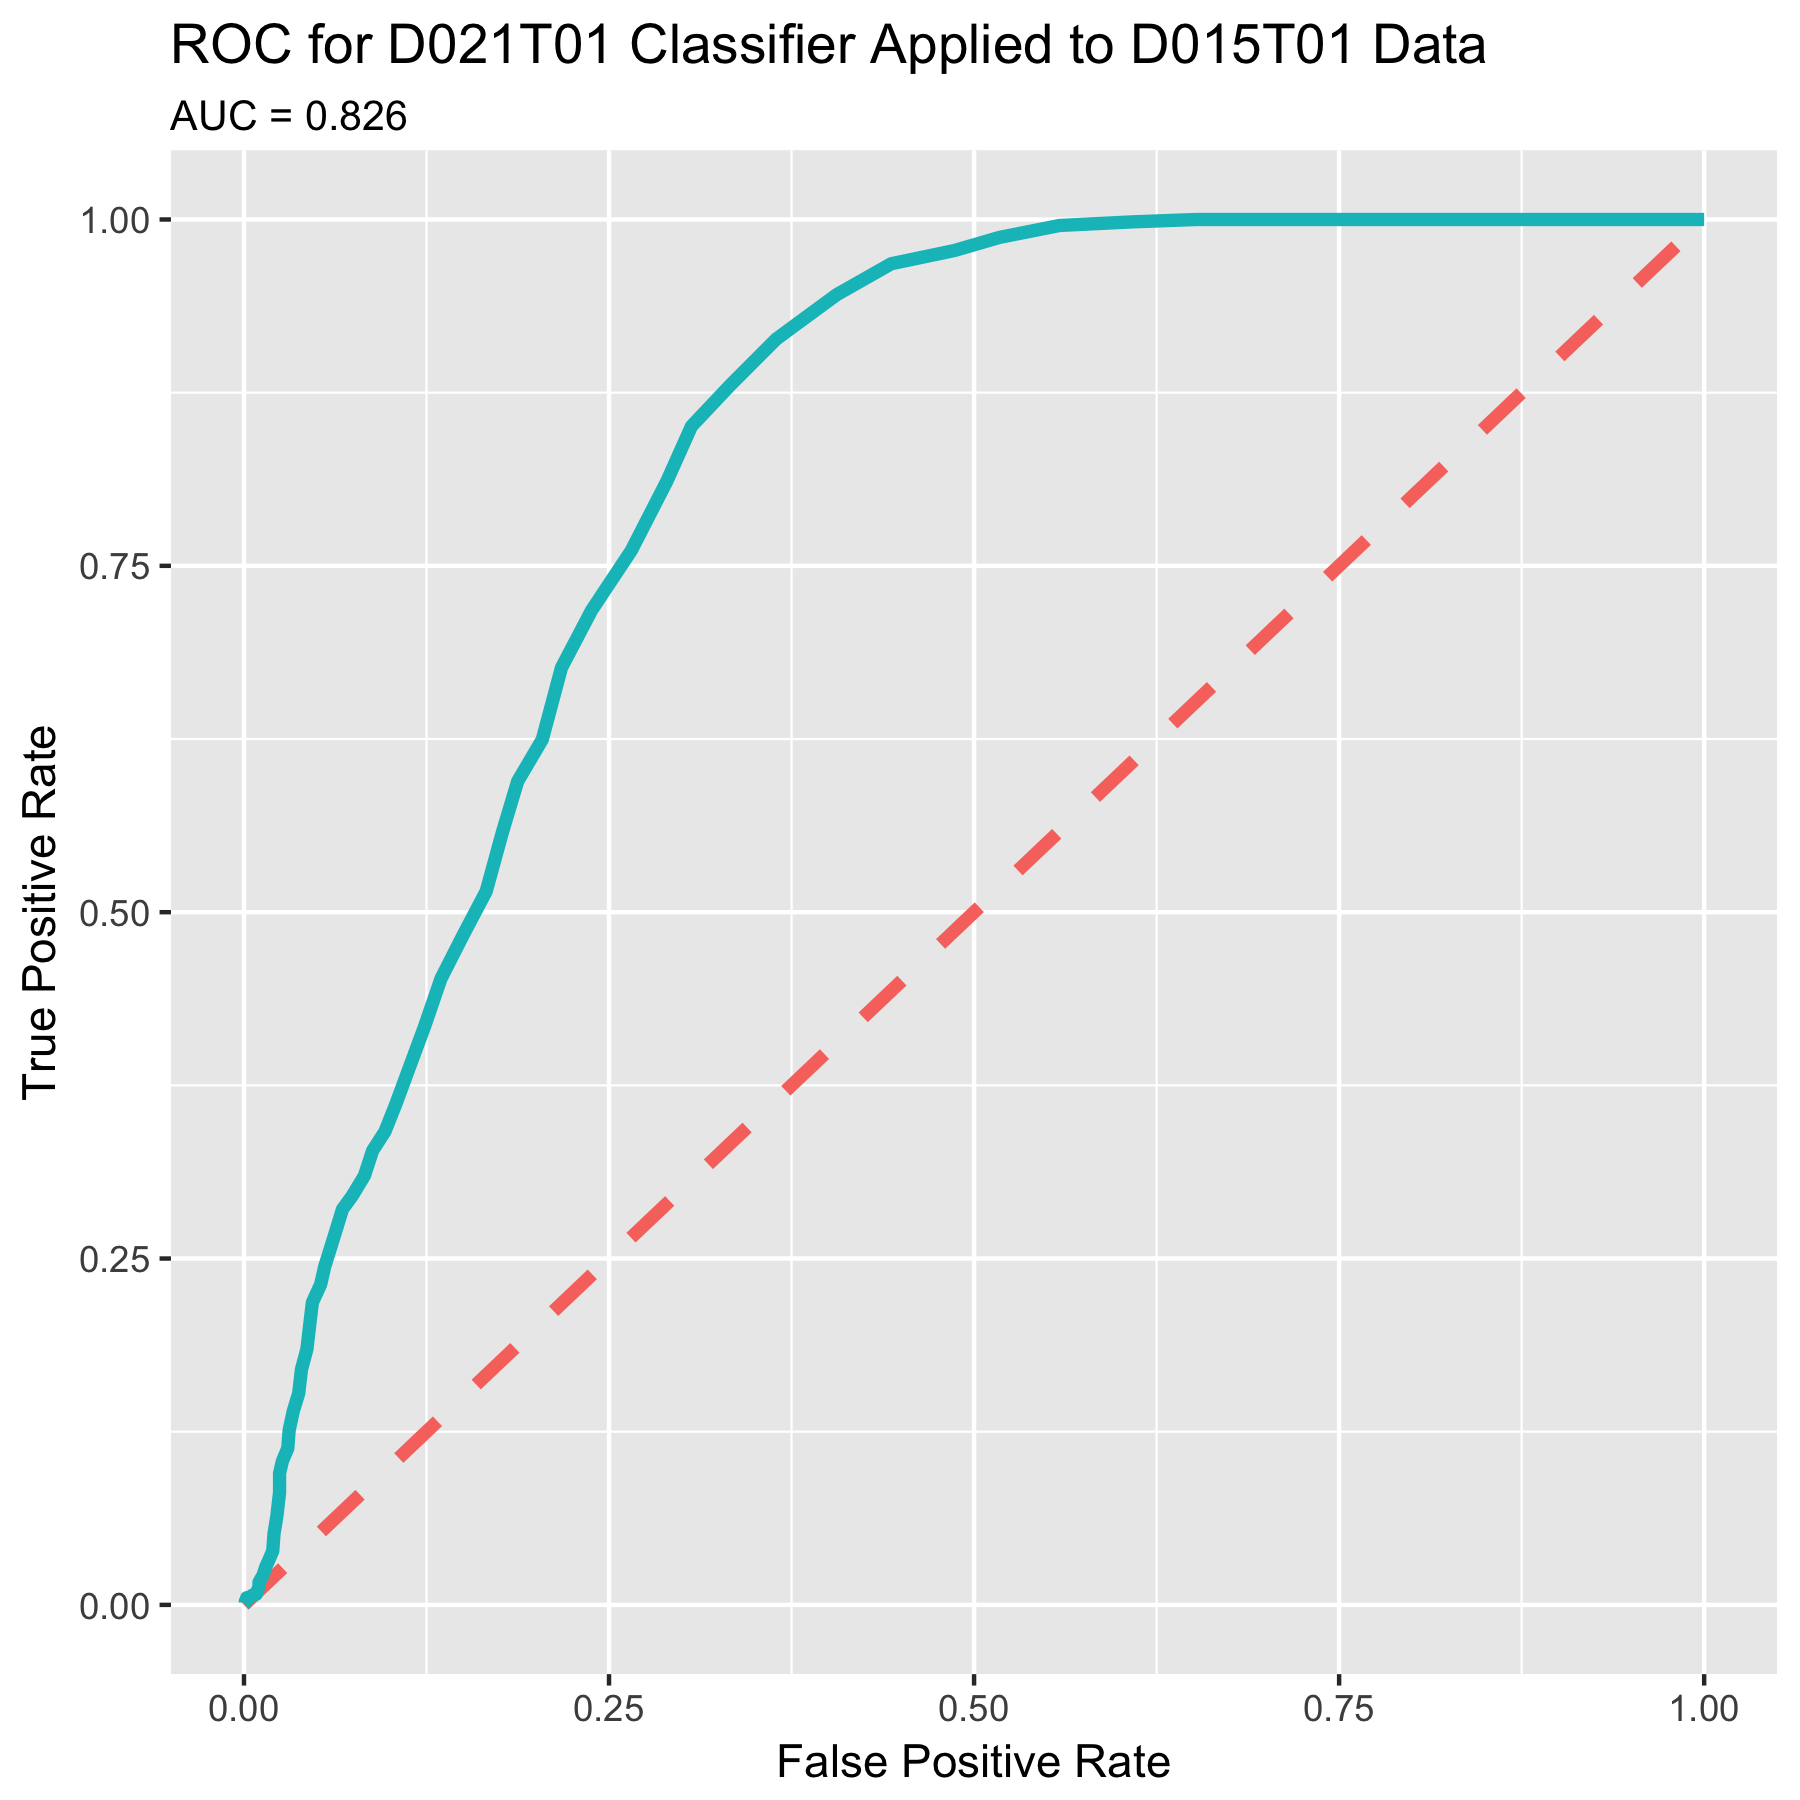 ROC for D021T01 Classifier Applied to D015T01 Data
AUC = 0.826
True Positive Rate
1.00
0.75
0.50
0.25
0.00
0.00 0.25 0.50 0.75 1.00
False Positive Rate